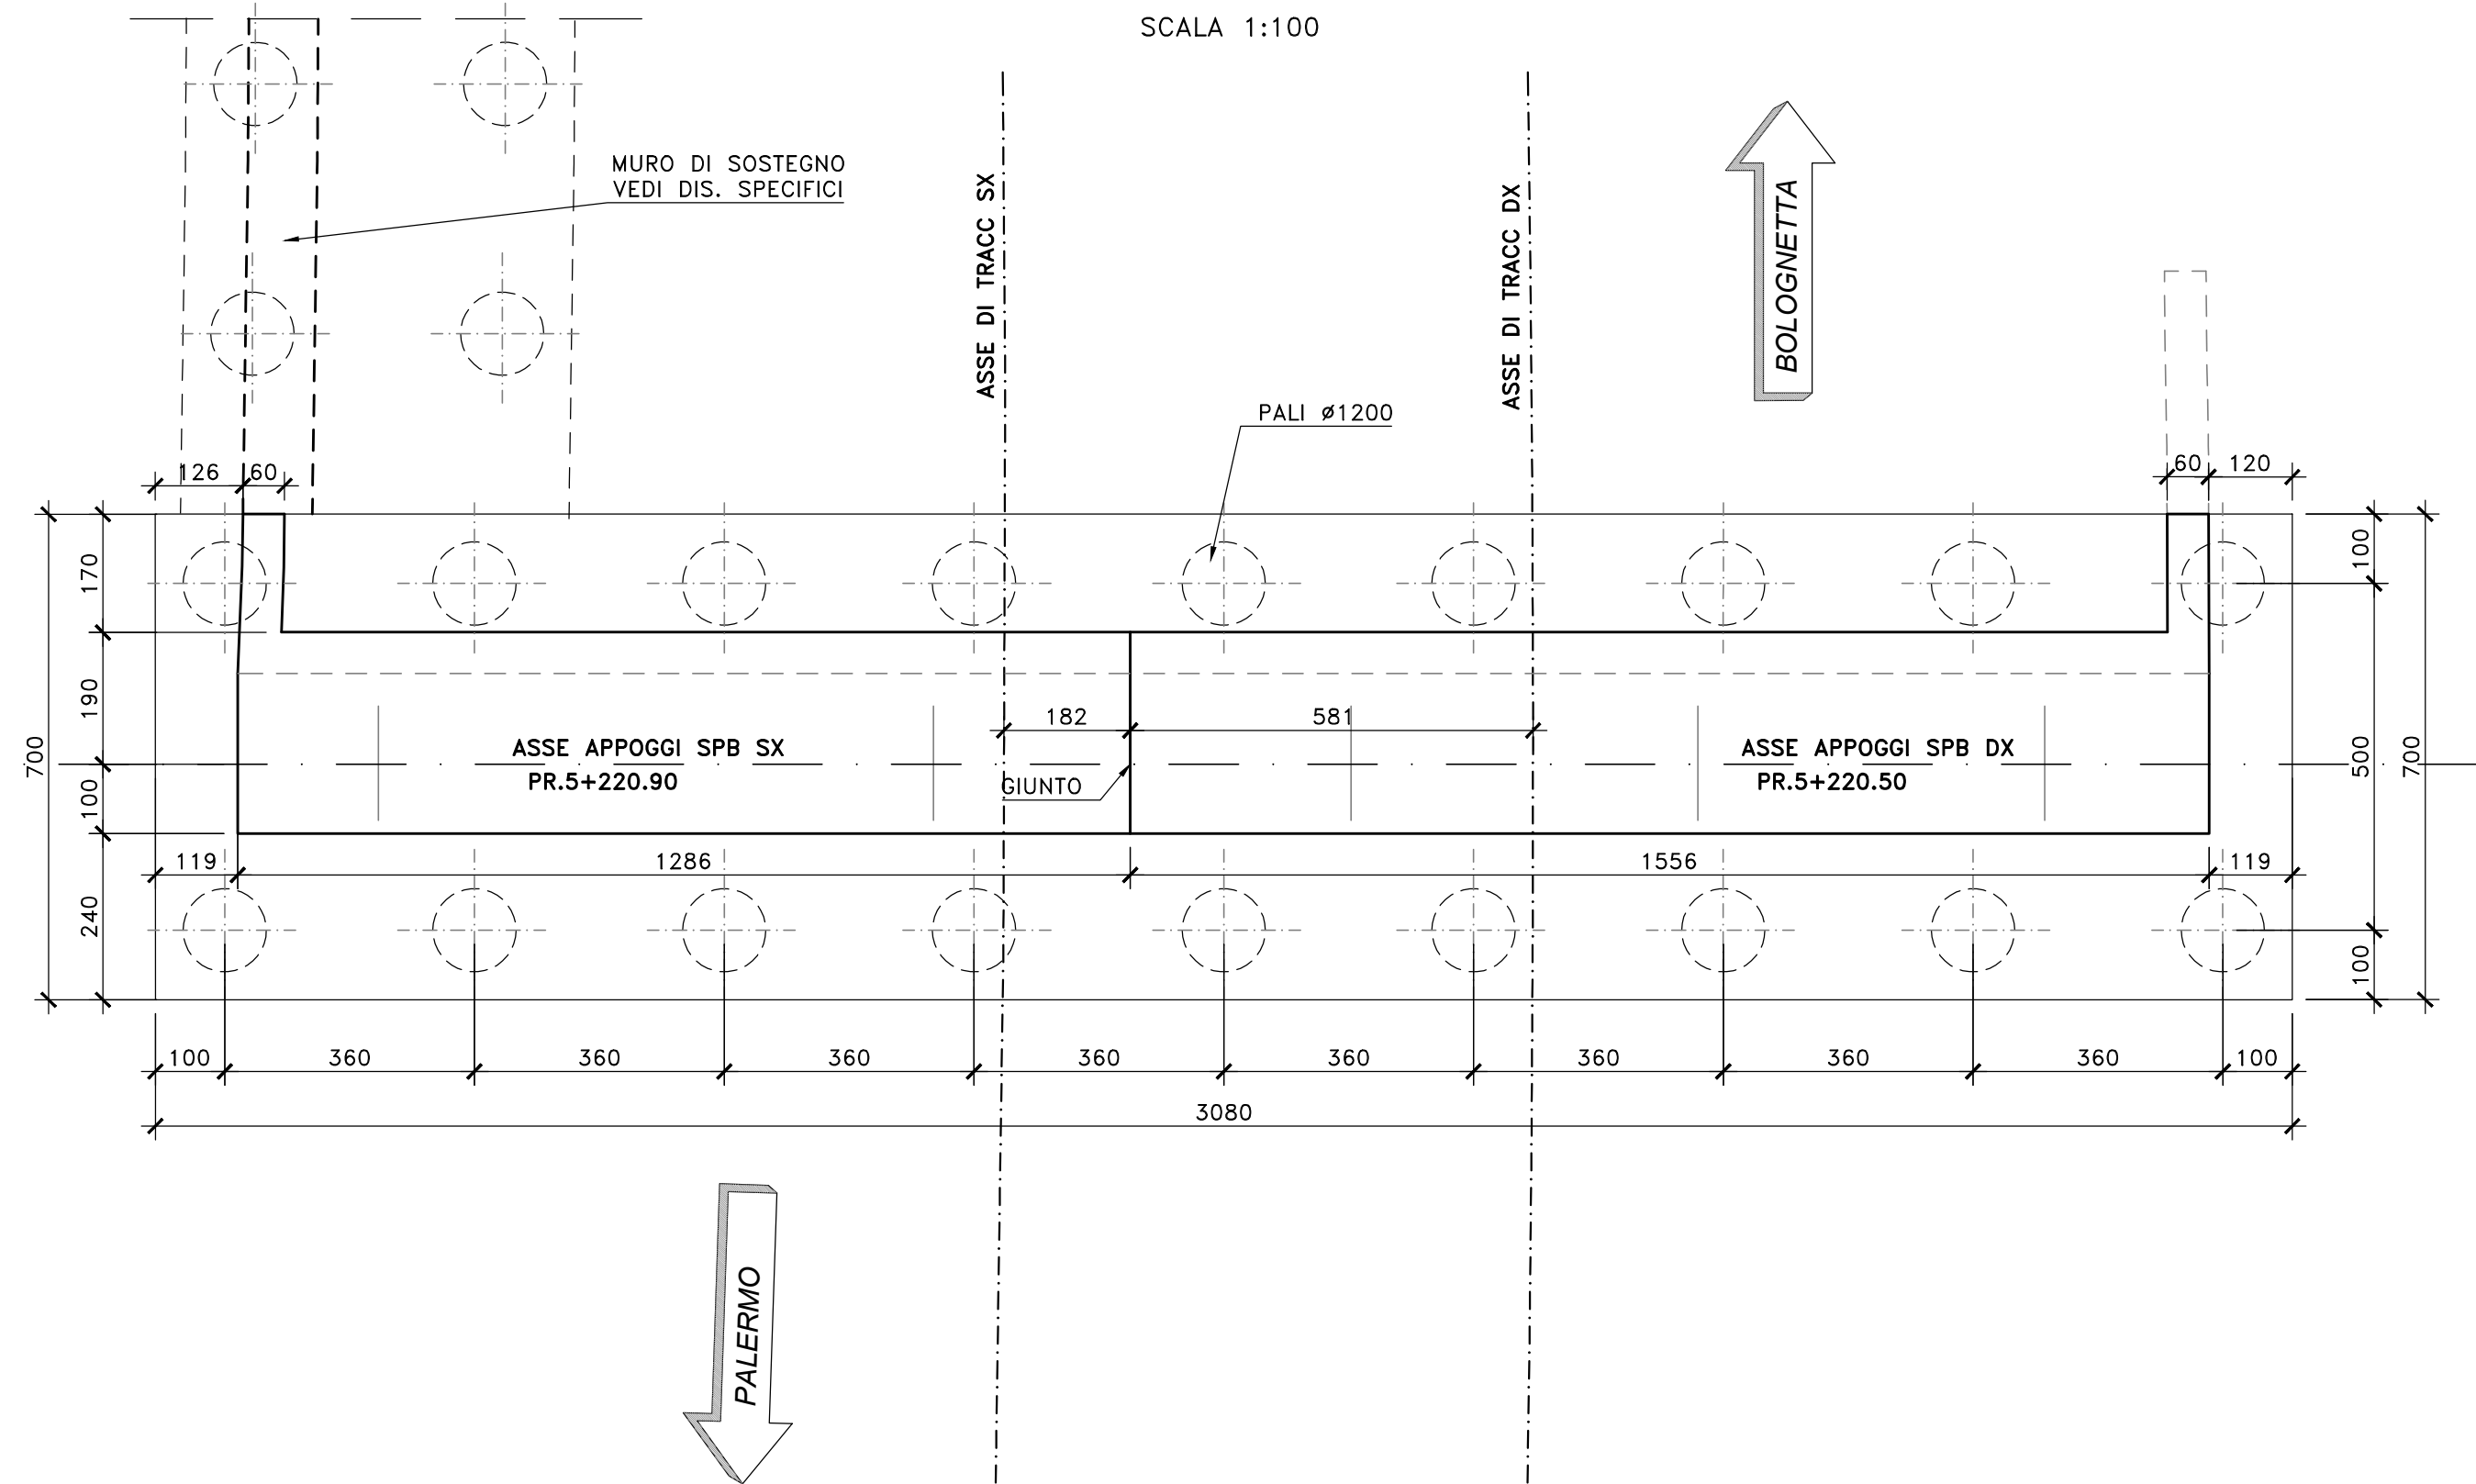 SCALA 1:100
MURO DI SOSTEGNO
VEDI DIS. SPECIFICI
ASSE DI TRACC SX
ASSE DI TRACC DX
BOLOGNETTA
PALI ø1200
126
60
60
120
170
100
190
182
581
700
ASSE APPOGGI SPB SX
PR.5+220.90
ASSE APPOGGI SPB DX
PR.5+220.50
500
700
100
GIUNTO
119
1286
1556
119
240
100
100
360
360
360
360
360
360
360
360
100
3080
PALERMO